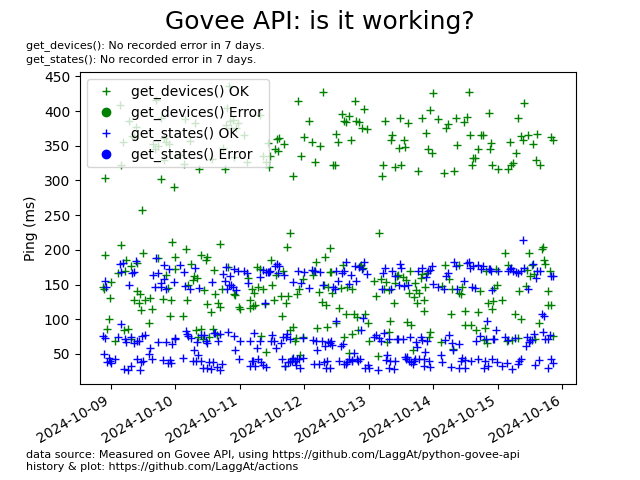 Govee API: is it working?
get_devices(): No recorded error in 7 days.
get_states(): No recorded error in 7 days.
450
400
350
300
250
200
150
100
50
Ping (ms)
get_devices() OK
get_devices() Error
get_states() OK
get_states() Error
2024-10-09
2024-10-10
2024-10-11
2024-10-12
2024-10-13
2024-10-14
2024-10-15
2024-10-16
data source: Measured on Govee API, using https://github.com/LaggAt/python-govee-api
history & plot: https://github.com/LaggAt/actions